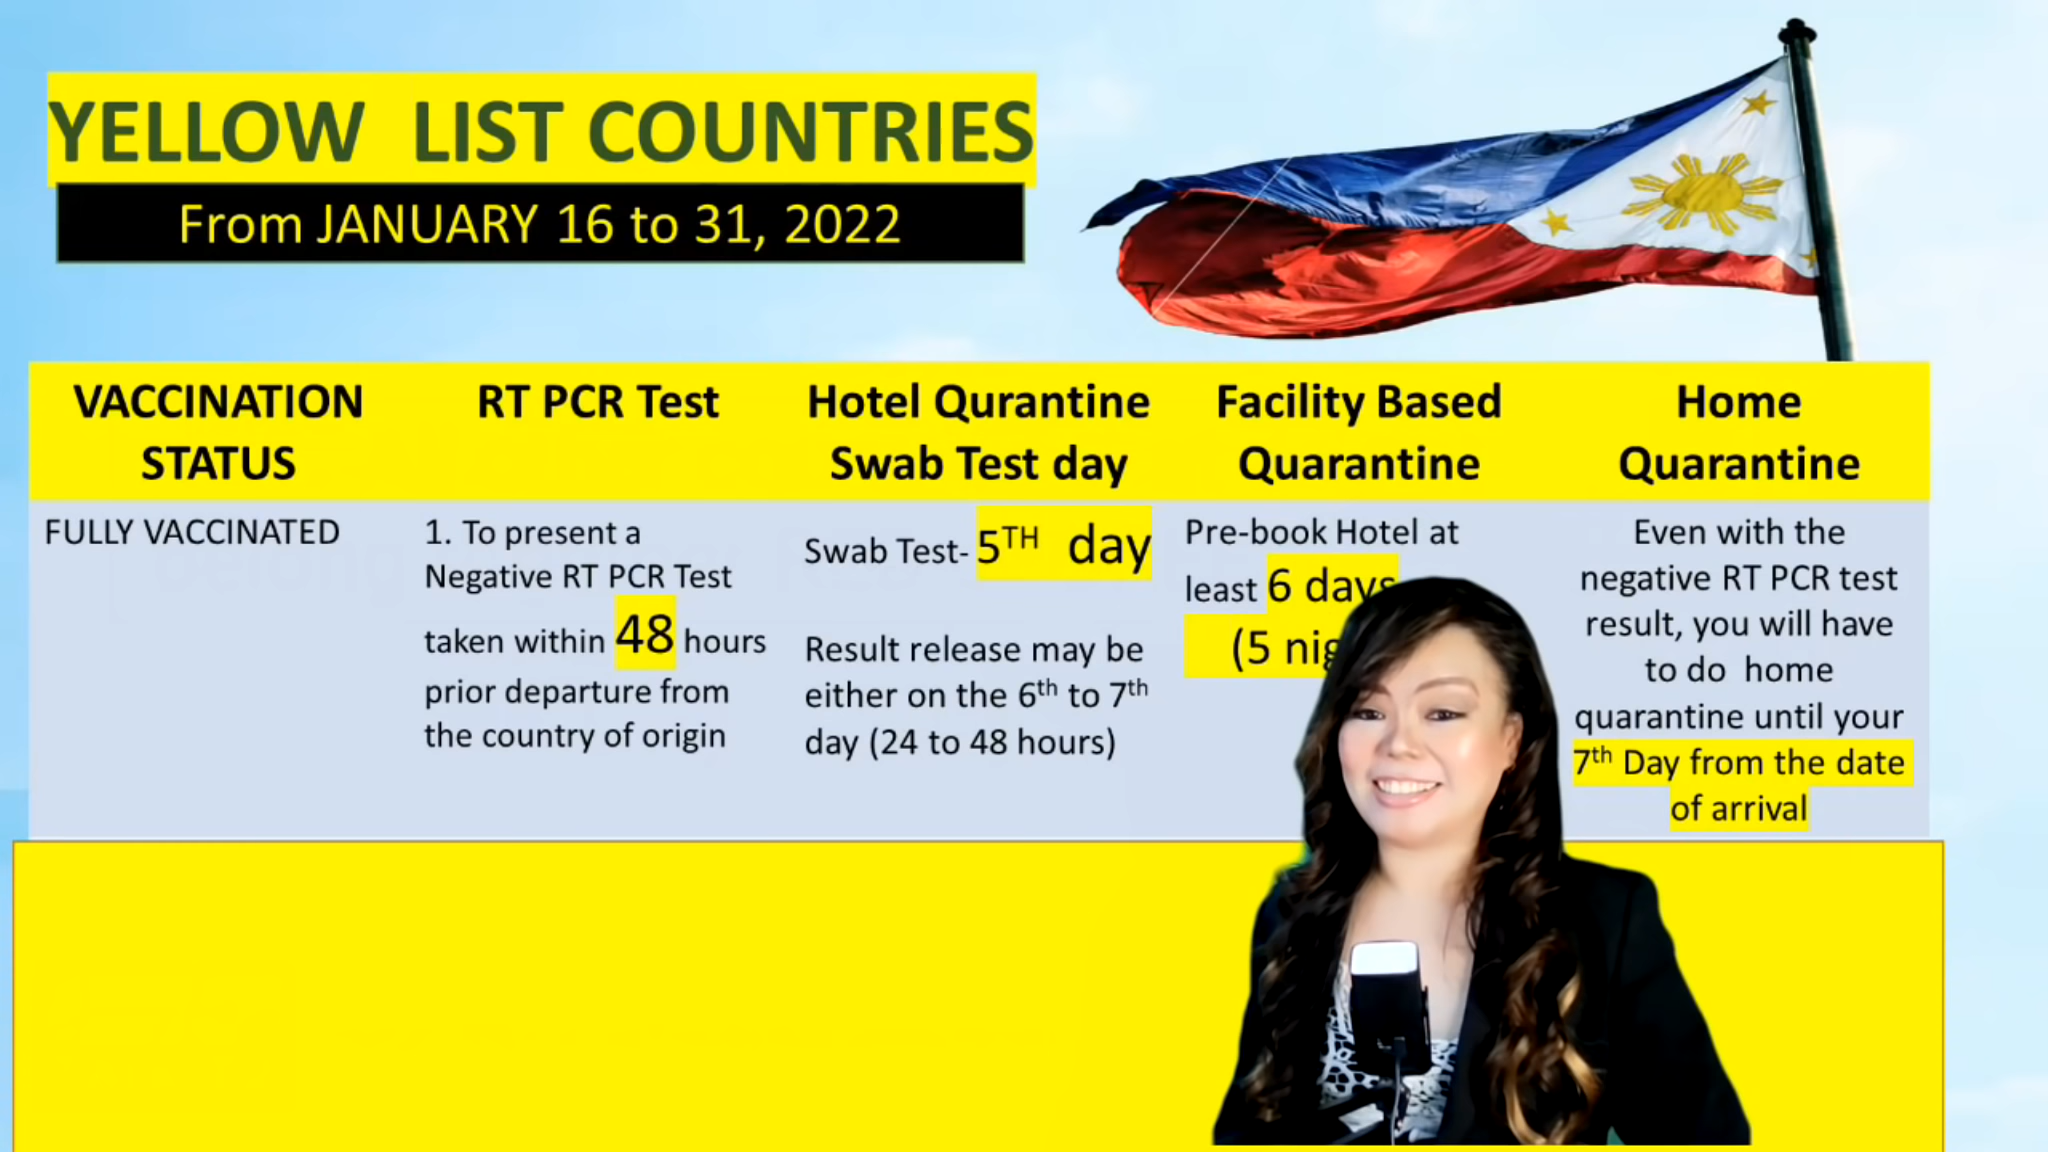 YELLOW LIST COUNTRIES
From JANUARY 16 to 31, 2022
VACCINATION
STATUS
RT PCR Test
Hotel Qurantine
Swab Test day
Facility Based
Quarantine
Home
Quarantine
FULLY VACCINATED
1. To present a
Negative RT PCR Test
taken within 48 hours
prior departure from
the country of origin
Swab Test- 5TH day
Result release may be
either on the 6th to 7th
day (24 to 48 hours)
Pre-book Hotel at
least 6 days
(5
Even with the
negative RT PCR test
result, you will have
to do home
quarantine until your
7th Day from the date
of arrival